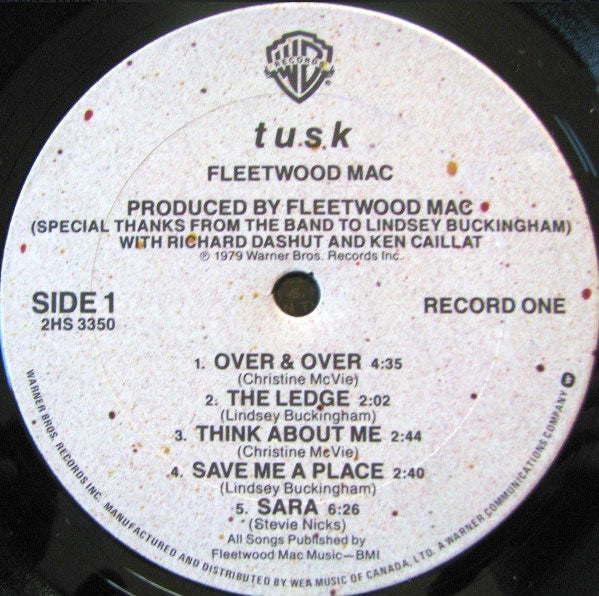 WB
RECORDS
®
tusk
FLEETWOOD MAC
PRODUCED BY FLEETWOOD MAC
(SPECIAL THANKS FROM THE BAND TO LINDSEY BUCKINGHAM)
WITH RICHARD DASHUT AND KEN CAILLAT
℗ 1979 Warner Bros. Records Inc.
SIDE 1
2HS 3350
RECORD ONE
1. OVER & OVER 4:35
(Christine McVie)
2. THE LEDGE 2:02
(Lindsey Buckingham)
3. THINK ABOUT ME 2:44
(Christine McVie)
4. SAVE ME A PLACE 2:40
(Lindsey Buckingham)
5. SARA 6:26
(Stevie Nicks)
All Songs Published by
Fleetwood Mac Music—BMI
WARNER BROS. RECORDS INC. MANUFACTURED AND DISTRIBUTED BY WEA MUSIC OF CANADA, LTD. A WARNER COMMUNICATIONS COMPANY